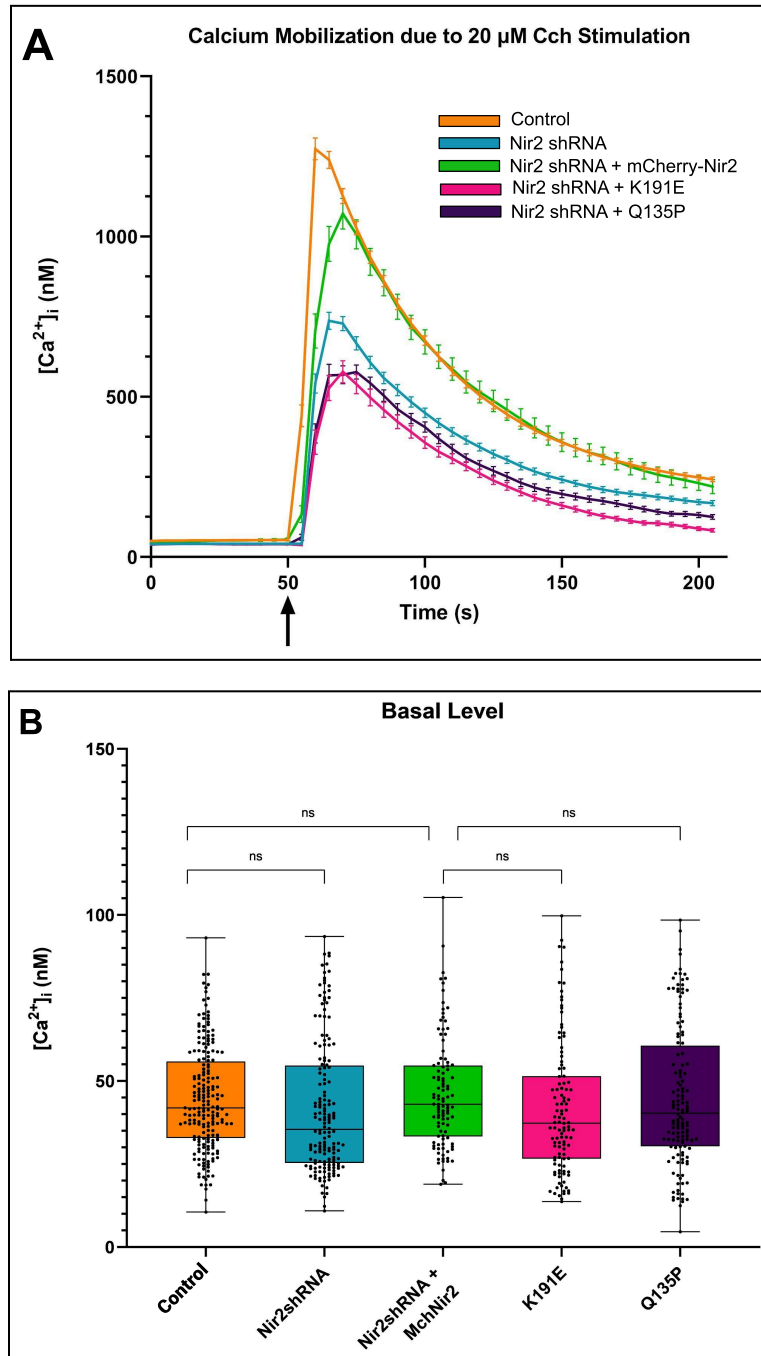 A
Calcium Mobilization due to 20 µM Cch Stimulation
1500
1000
500
0
[Ca²⁺]ᵢ (nM)
Control
Nir2 shRNA
Nir2 shRNA + mCherry-Nir2
Nir2 shRNA + K191E
Nir2 shRNA + Q135P
0 50 100 150 200
Time (s)
B
Basal Level
150
100
50
0
[Ca²⁺]ᵢ (nM)
ns ns
ns ns
Control
Nir2shRNA
Nir2shRNA +
MchNir2
K191E
Q135P